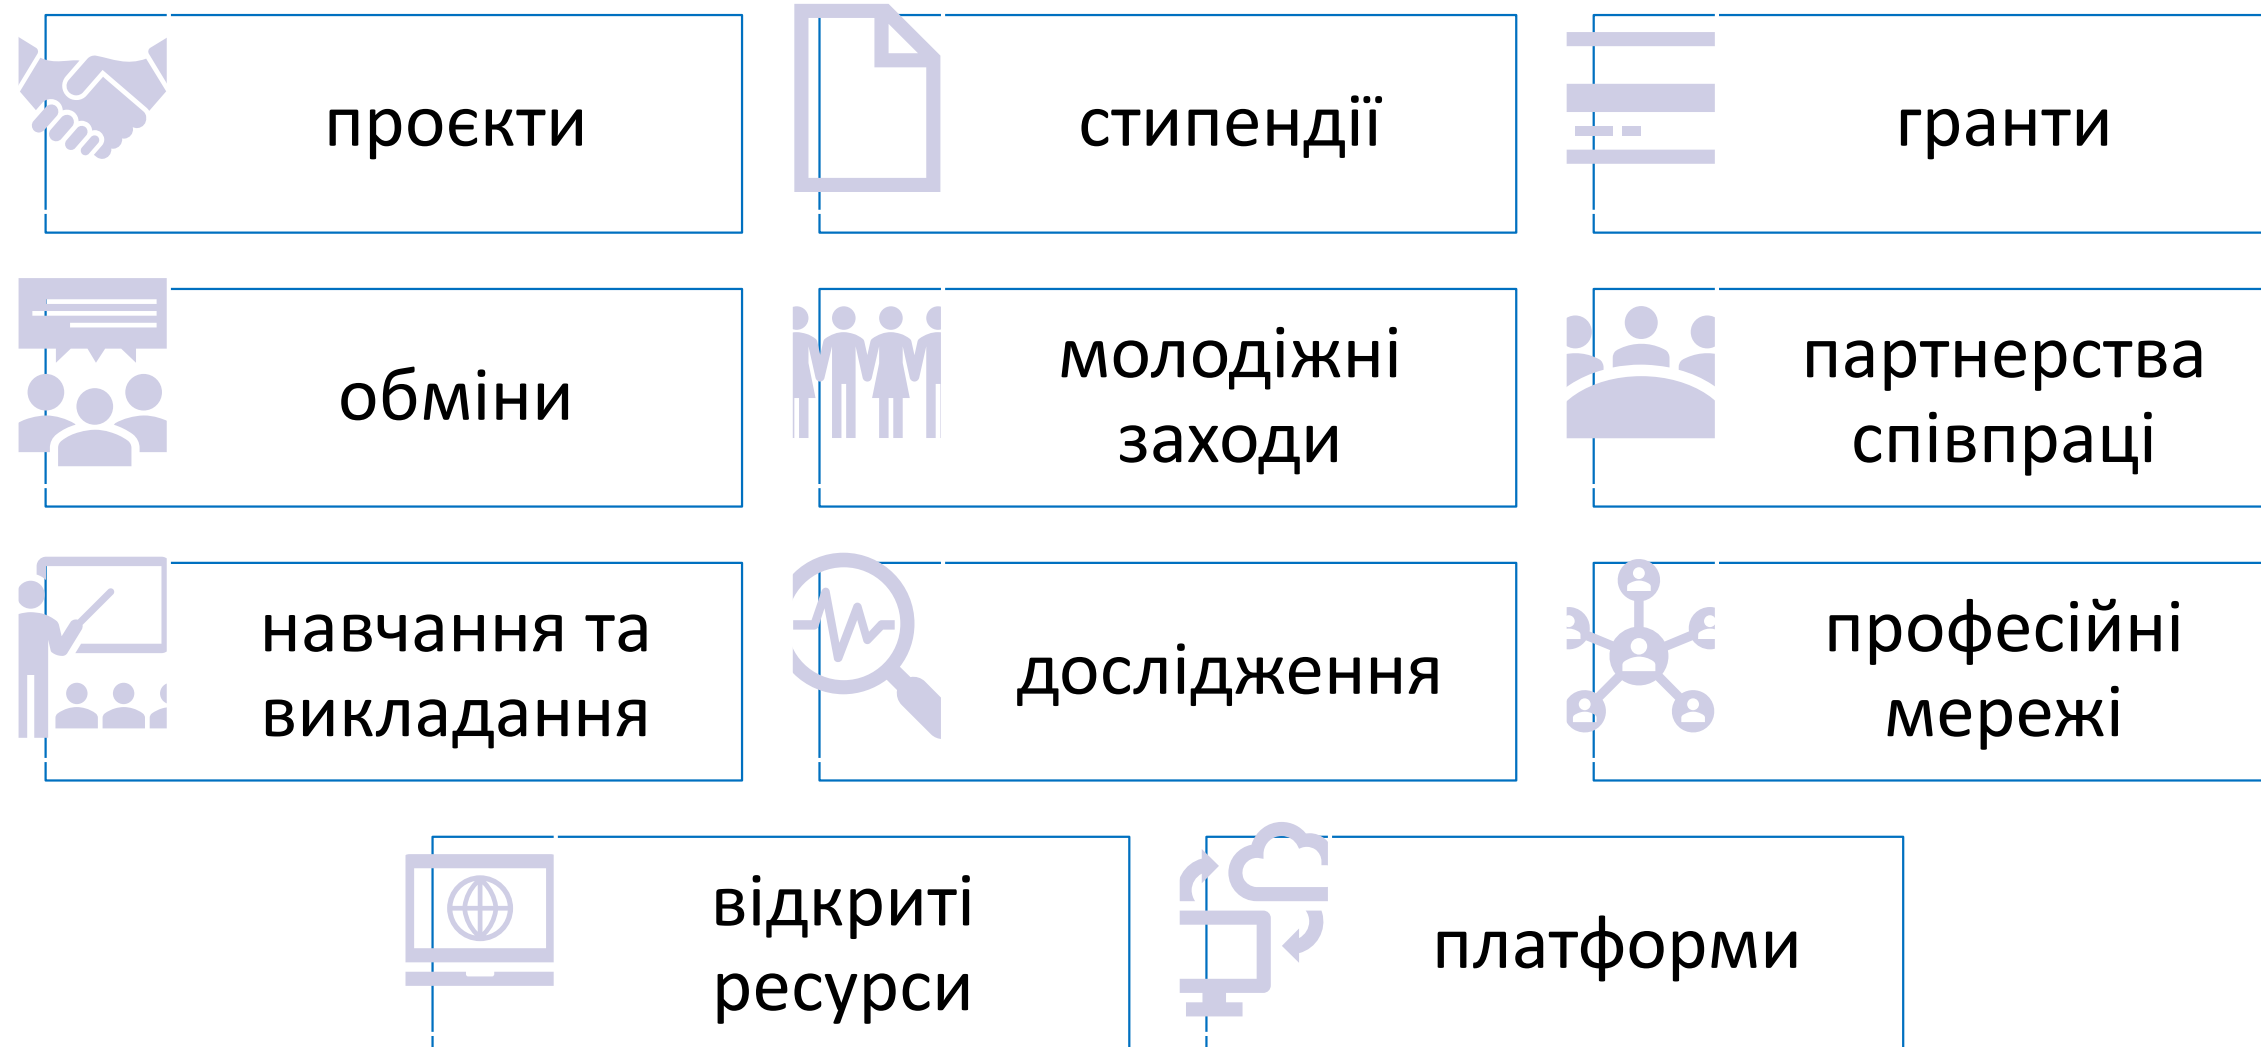 проєкти
стипендії
гранти
обміни
молодіжні
заходи
партнерства
співпраці
навчання та
викладання
дослідження
професійні
мережі
відкриті
ресурси
платформи